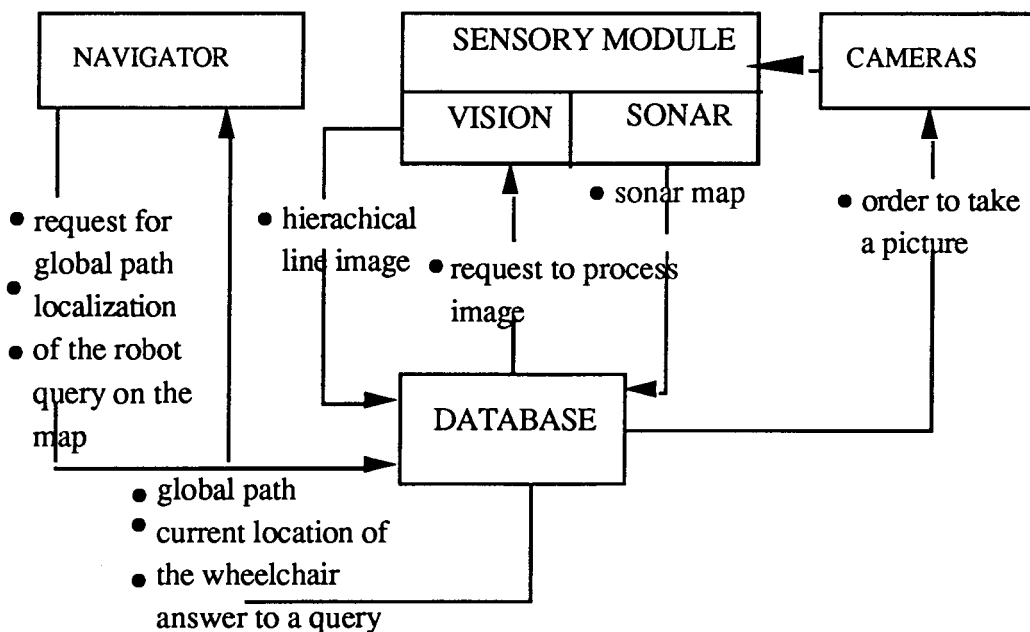 NAVIGATOR
SENSORY MODULE
VISION
SONAR
CAMERAS
• request for
global path
• localization
• of the robot
query on the
map
• hierachical
line image
• request to process
image
• sonar map
• order to take
a picture
DATABASE
• global path
• current location of
• the wheelchair
answer to a query